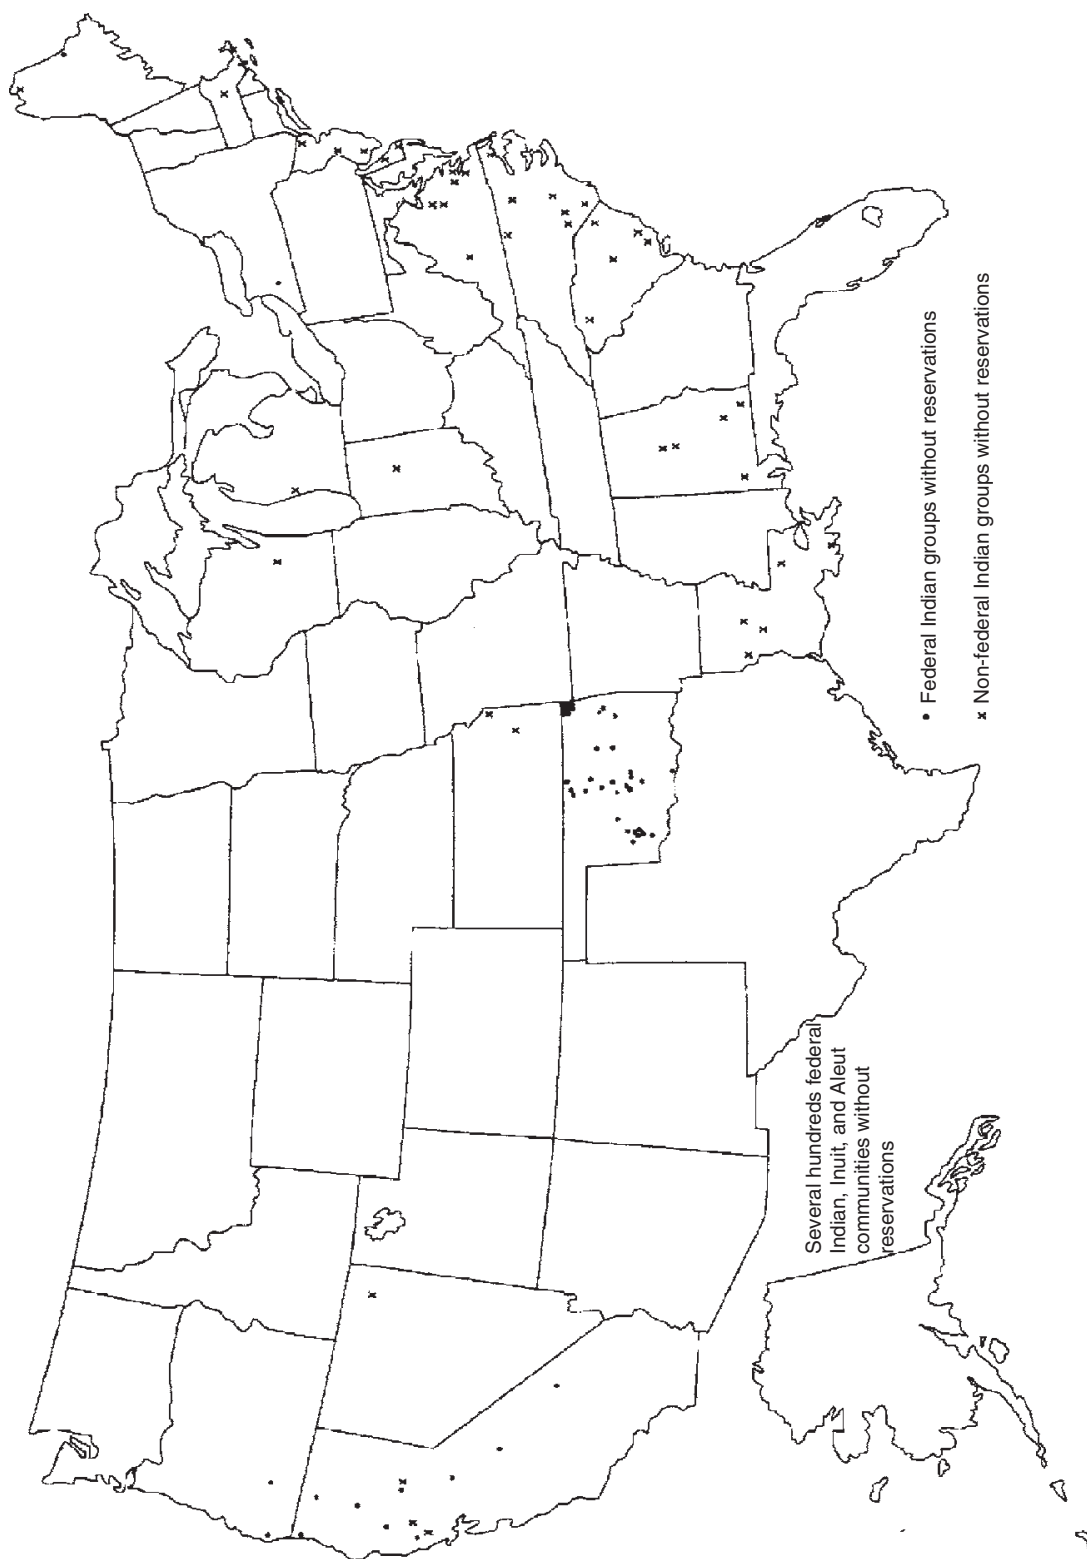 Several hundreds federal
Indian, Inuit, and Aleut
communities without
reservations
• Federal Indian groups without reservations
x Non-federal Indian groups without reservations